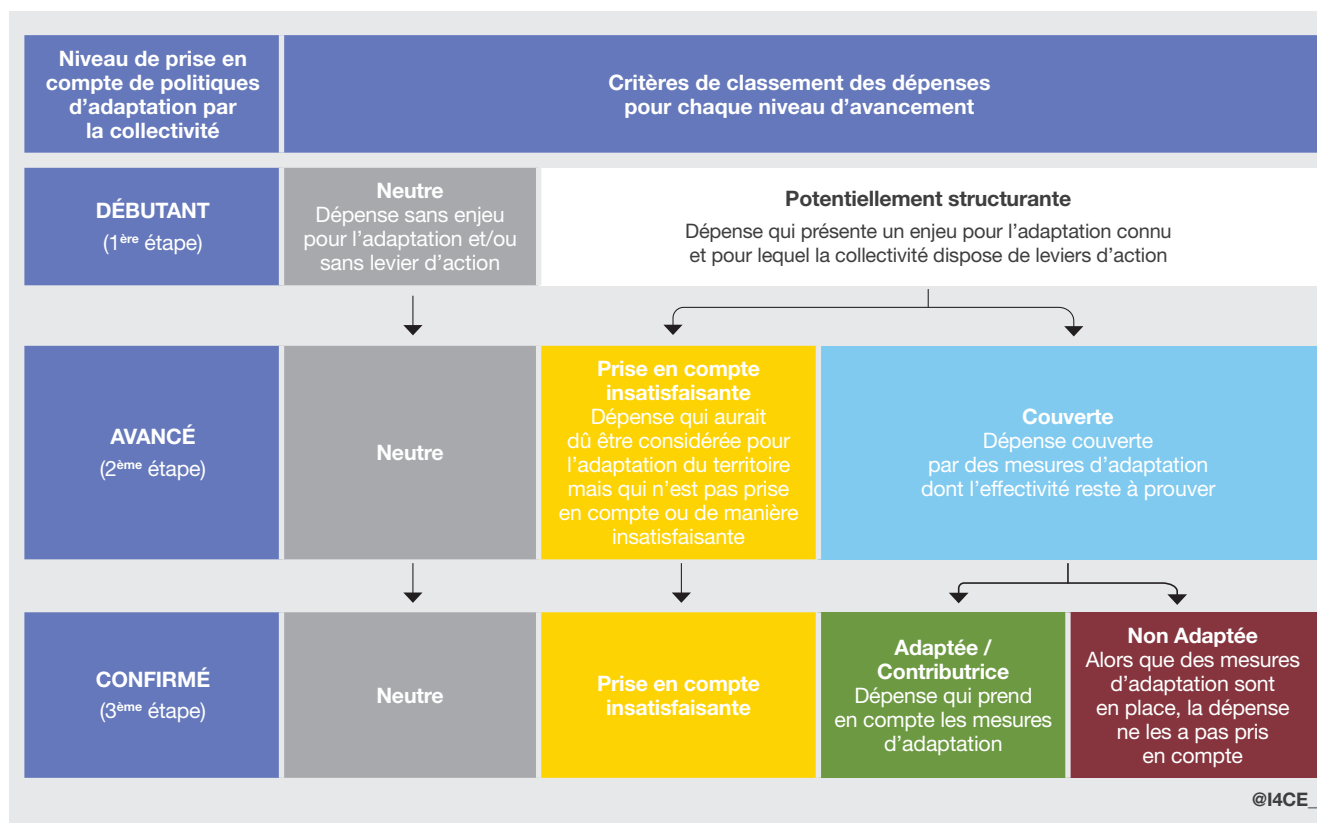 Niveau de prise en
compte de politiques
d'adaptation par
la collectivité
Critères de classement des dépenses
pour chaque niveau d'avancement
DÉBUTANT
(1ère étape)
Neutre
Dépense sans enjeu
pour l'adaptation et/ou
sans levier d'action
Potentiellement structurante
Dépense qui présente un enjeu pour l'adaptation connu
et pour lequel la collectivité dispose de leviers d'action
AVANCÉ
(2ème étape)
Neutre
Prise en compte
insatisfaisante
Dépense qui aurait
dû être considérée pour
l'adaptation du territoire
mais qui n'est pas prise
en compte ou de manière
insatisfaisante
Couverte
Dépense couverte
par des mesures d'adaptation
dont l'effectivité reste à prouver
CONFIRMÉ
(3ème étape)
Neutre
Prise en compte
insatisfaisante
Adaptée /
Contributrice
Dépense qui prend
en compte les mesures
d'adaptation
Non Adaptée
Alors que des mesures
d'adaptation sont
en place, la dépense
ne les a pas pris
en compte
@I4CE_